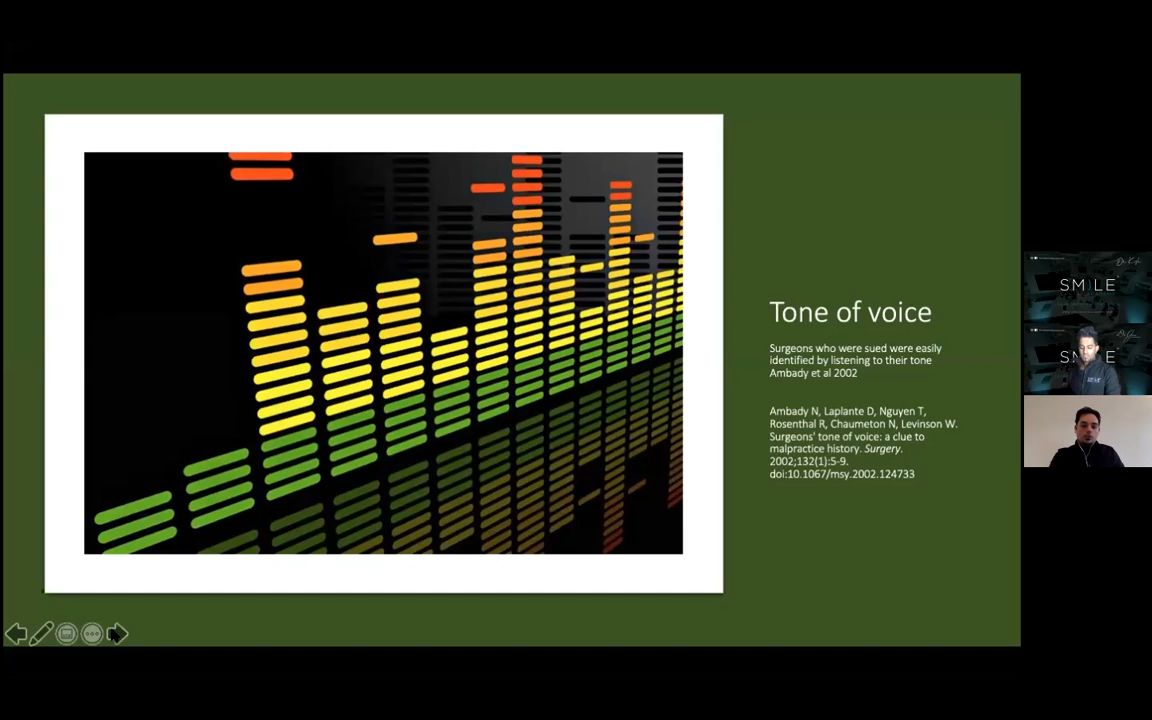 Tone of voice
Surgeons who were sued were easily
identified by listening to their tone
Ambady et al 2002
Ambady N, Laplante D, Nguyen T,
Rosenthal R, Chaumeton N, Levinson W.
Surgeons' tone of voice: a clue to
malpractice history. Surgery.
2002;132(1):5-9.
doi:10.1067/msy.2002.124733
SMILE